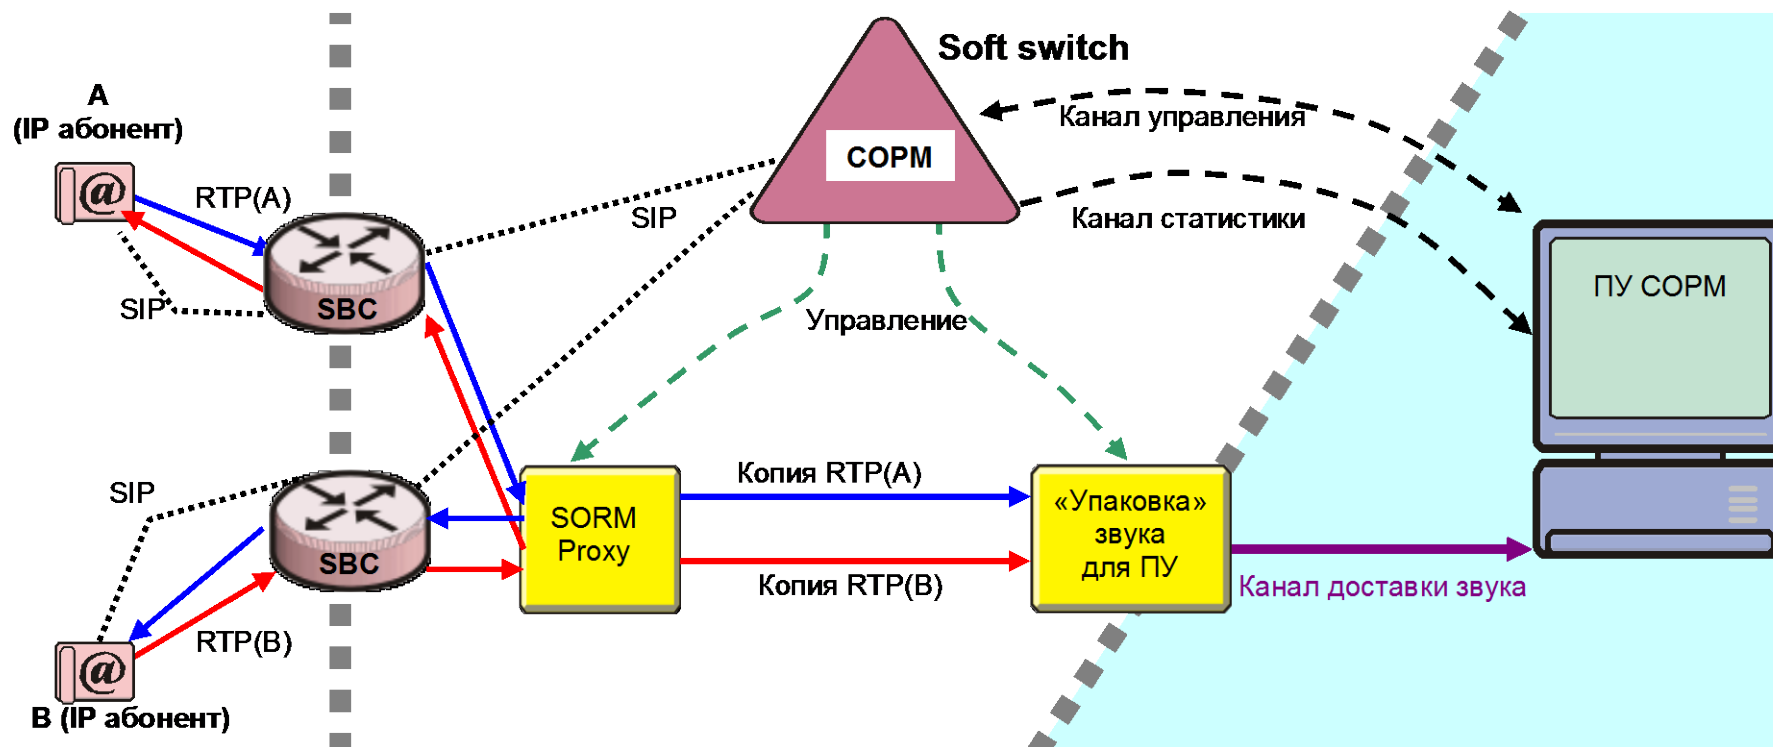 Soft switch
A
(IP абонент)
@
RTP(A)
SIP
SBC
SIP
СОРМ
Канал управления
Канал статистики
ПУ СОРМ
Управление
SIP
SBC
@
RTP(B)
B (IP абонент)
SORM
Proxy
Копия RTP(A)
Копия RTP(B)
«Упаковка»
звука
для ПУ
Канал доставки звука